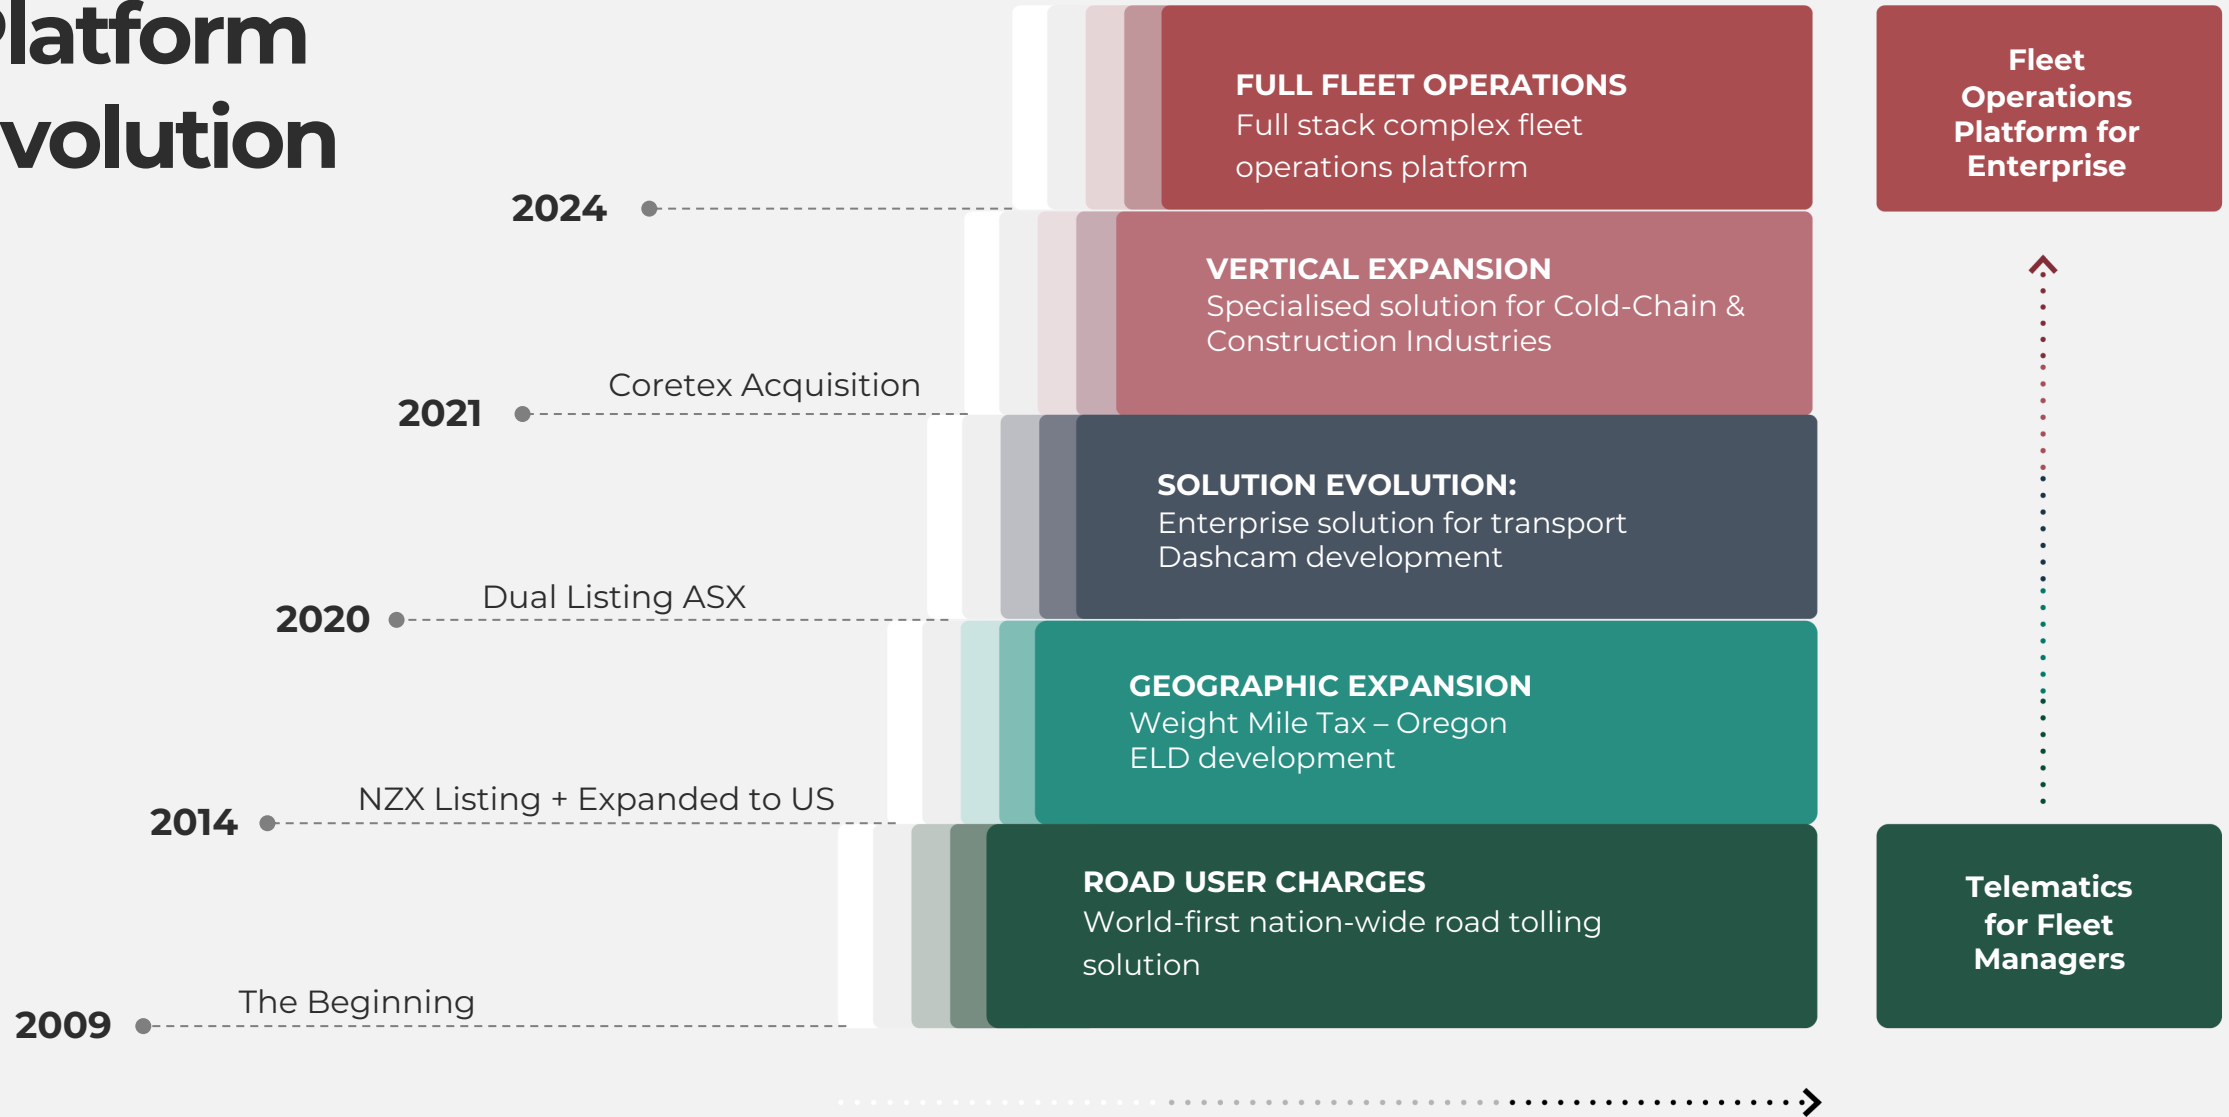 Platform
volution
FULL FLEET OPERATIONS
Full stack complex fleet
operations platform
Fleet
Operations
Platform for
Enterprise
2024
VERTICAL EXPANSION
Specialised solution for Cold-Chain &
Construction Industries
Coretex Acquisition
2021
SOLUTION EVOLUTION:
Enterprise solution for transport
Dashcam development
Dual Listing ASX
2020
GEOGRAPHIC EXPANSION
Weight Mile Tax – Oregon
ELD development
NZX Listing + Expanded to US
2014
ROAD USER CHARGES
World-first nation-wide road tolling
solution
Telematics
for Fleet
Managers
The Beginning
2009